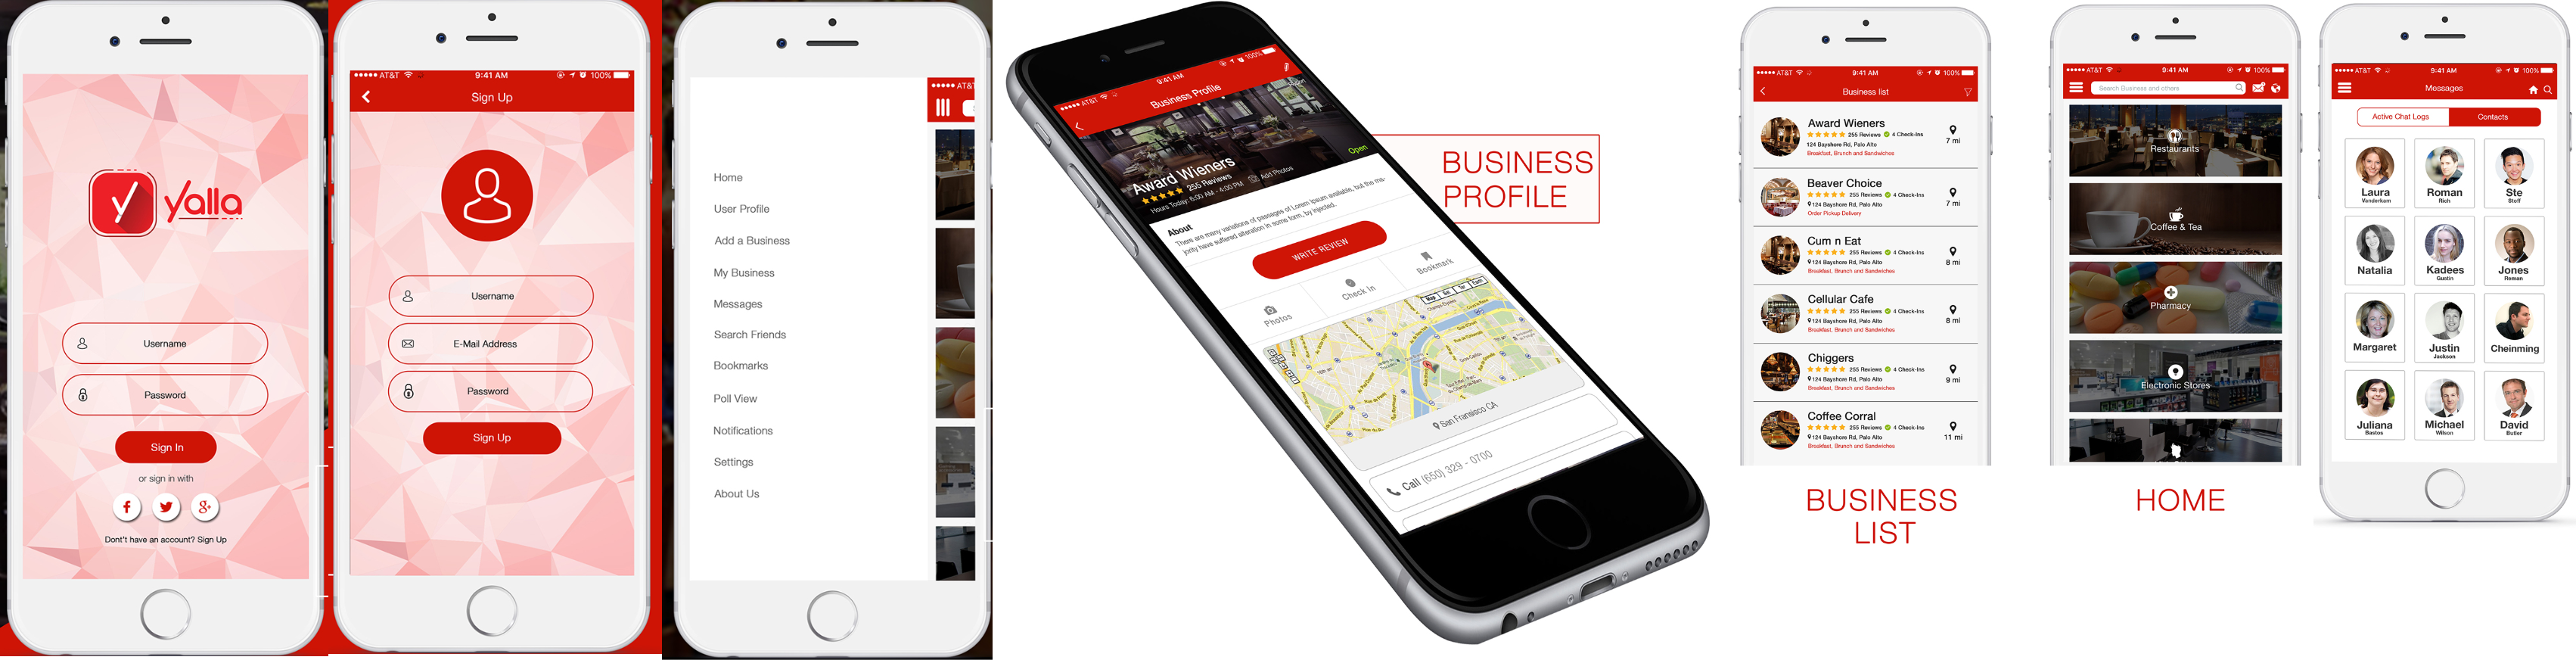 Yalla
Username
Password
Sign In
or sign in with
f
g+
Dont't have an account? Sign Up
AT&T 9:41 AM 100%
Sign Up
Username
E-Mail Address
Password
Sign Up
Home
User Profile
Add a Business
My Business
Messages
Search Friends
Bookmarks
Poll View
Notifications
Settings
About Us
AT&T
AT&T 9:41 AM 100%
Business Profile
Open
Award Wieners
255 Reviews Add Photos
Hours Today: 6:00 AM - 4:00 PM
About
There are many variations of passages of Lorem Ipsum available, but the ma-
jority have suffered alteration in some form, by injected.
WRITE REVIEW
Photos
Check In
Bookmark
Map Sat Ter Earth
San Fransisco CA
Call (650) 329 - 0700
BUSINESS
PROFILE
AT&T 9:41 AM 100%
Business list
Award Wieners
255 Reviews 4 Check-Ins
124 Bayshore Rd, Palo Alto
Breakfast, Brunch and Sandwiches
7 mi
Beaver Choice
255 Reviews 4 Check-Ins
124 Bayshore Rd, Palo Alto
Order Pickup Delivery
7 mi
Cum n Eat
255 Reviews 4 Check-Ins
124 Bayshore Rd, Palo Alto
Breakfast, Brunch and Sandwiches
8 mi
Cellular Cafe
255 Reviews 4 Check-Ins
124 Bayshore Rd, Palo Alto
Breakfast, Brunch and Sandwiches
8 mi
Chiggers
255 Reviews 4 Check-Ins
124 Bayshore Rd, Palo Alto
Breakfast, Brunch and Sandwiches
9 mi
Coffee Corral
255 Reviews 4 Check-Ins
124 Bayshore Rd, Palo Alto
Breakfast, Brunch and Sandwiches
11 mi
BUSINESS
LIST
AT&T 9:41 AM 100%
Search Business and others
Restaurants
Coffee & Tea
Pharmacy
Electronic Stores
HOME
AT&T 9:41 AM 100%
Messages
Active Chat Logs Contacts
Laura Roman Ste
Vanderkam Rich Steff
Natalia Kadees Jones
Gustin Reman
Margaret Justin Cheinming
Jackson
Juliana Michael David
Bastos Wilson Butler